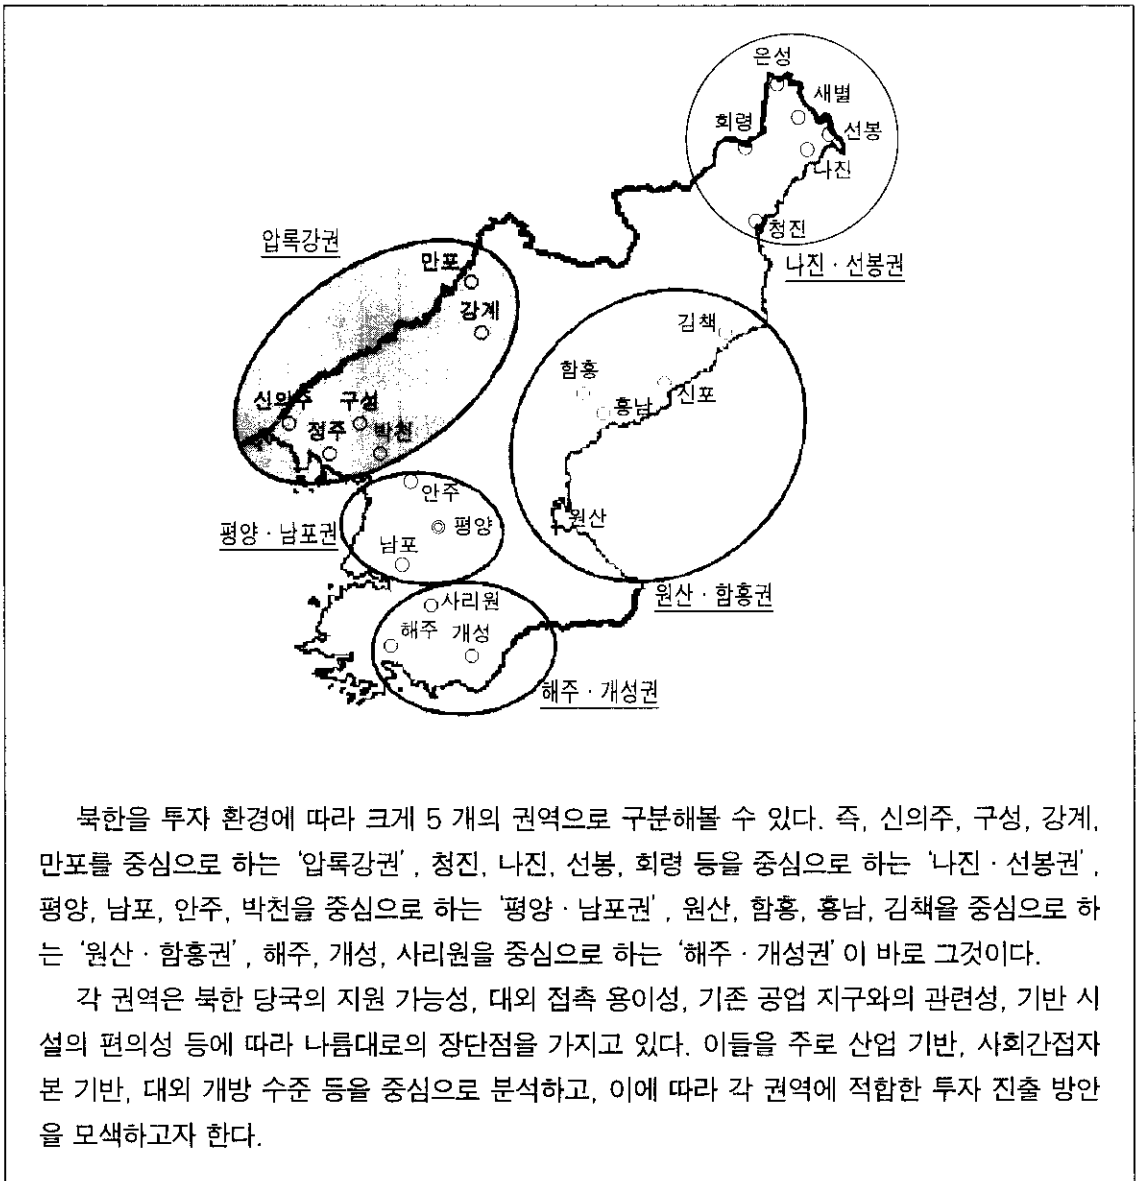 은성
새별
회령
선봉
나진
청진
나진 · 선봉권
압록강권
만포
강계
김책
함흥
신포
흥남
신의주
구성
정주
박천
안주
원산
평양
평양 · 남포권
남포
원산 · 함흥권
사리원
해주
개성
해주 · 개성권
북한을 투자 환경에 따라 크게 5 개의 권역으로 구분해볼 수 있다. 즉, 신의주, 구성, 강계,
만포를 중심으로 하는 ‘압록강권’, 청진, 나진, 선봉, 회령 등을 중심으로 하는 ‘나진 · 선봉권’,
평양, 남포, 안주, 박천을 중심으로 하는 ‘평양 · 남포권’, 원산, 함흥, 흥남, 김책을 중심으로 하
는 ‘원산 · 함흥권’, 해주, 개성, 사리원을 중심으로 하는 ‘해주 · 개성권’이 바로 그것이다.
각 권역은 북한 당국의 지원 가능성, 대외 접촉 용이성, 기존 공업 지구와의 관련성, 기반 시
설의 편의성 등에 따라 나름대로의 장단점을 가지고 있다. 이들을 주로 산업 기반, 사회간접자
본 기반, 대외 개방 수준 등을 중심으로 분석하고, 이에 따라 각 권역에 적합한 투자 진출 방안
을 모색하고자 한다.